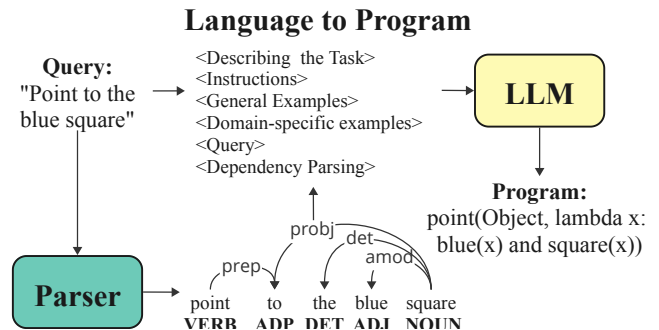 Language to Program
Query:
"Point to the
blue square"
<Describing the Task>
<Instructions>
<General Examples>
<Domain-specific examples>
<Query>
<Dependency Parsing>
LLM
Program:
point(Object, lambda x:
blue(x) and square(x))
Parser
probj
det
prep
amod
point to the blue square
VERB ADP DET ADJ NOUN